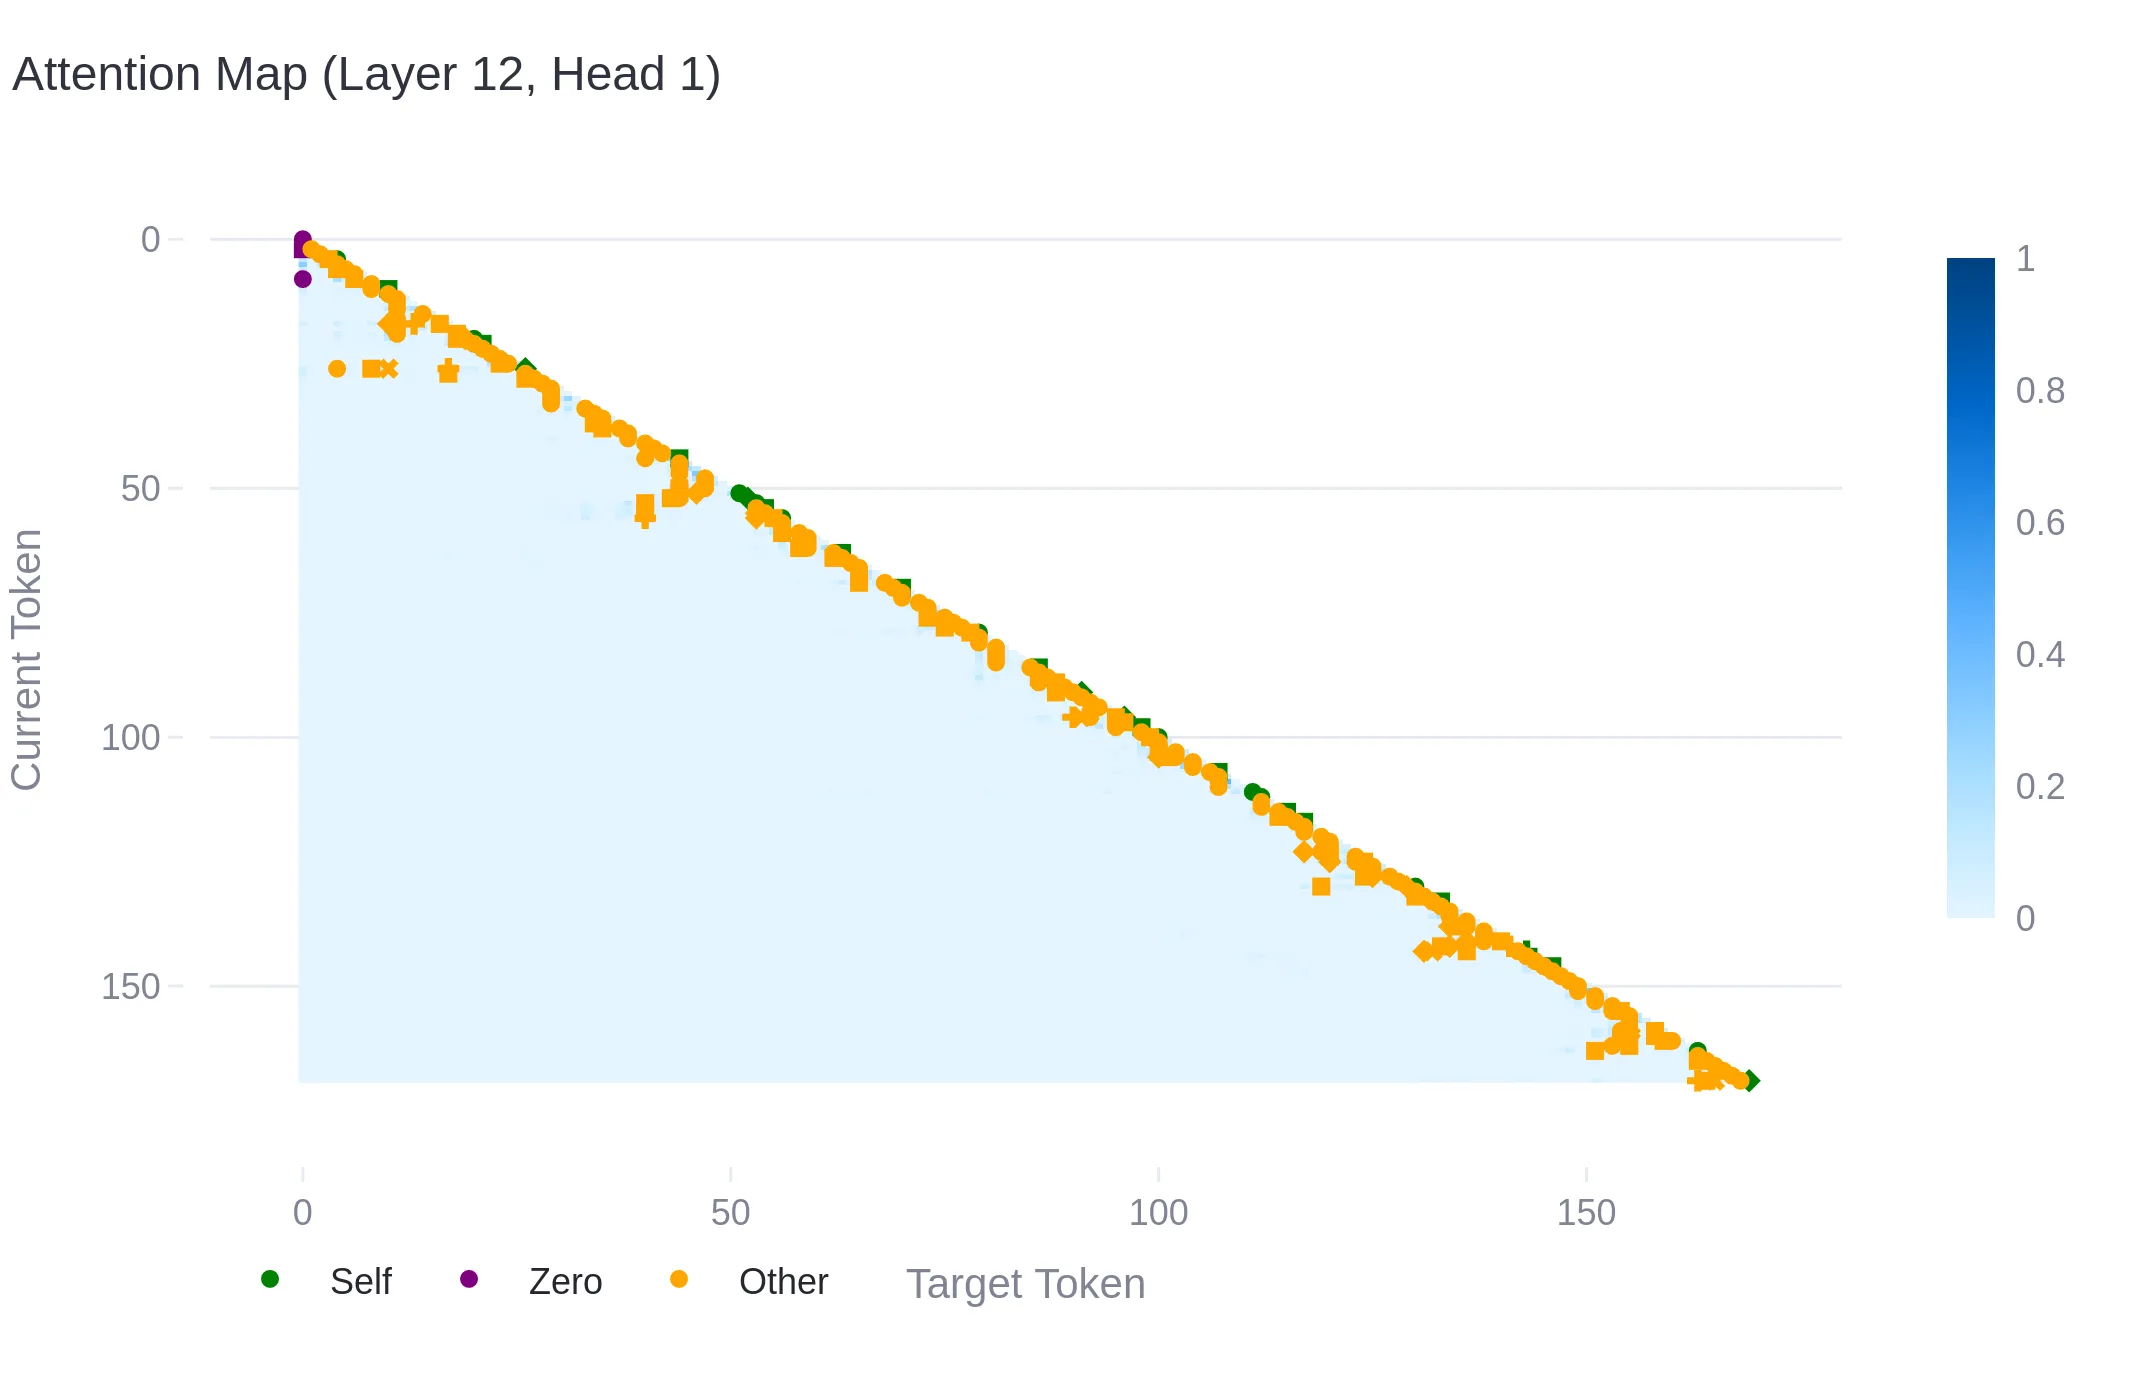 Attention Map (Layer 12, Head 1)
0
50
100
150
Current Token
1
0.8
0.6
0.4
0.2
0
0 50 100 150
Self Zero Other Target Token